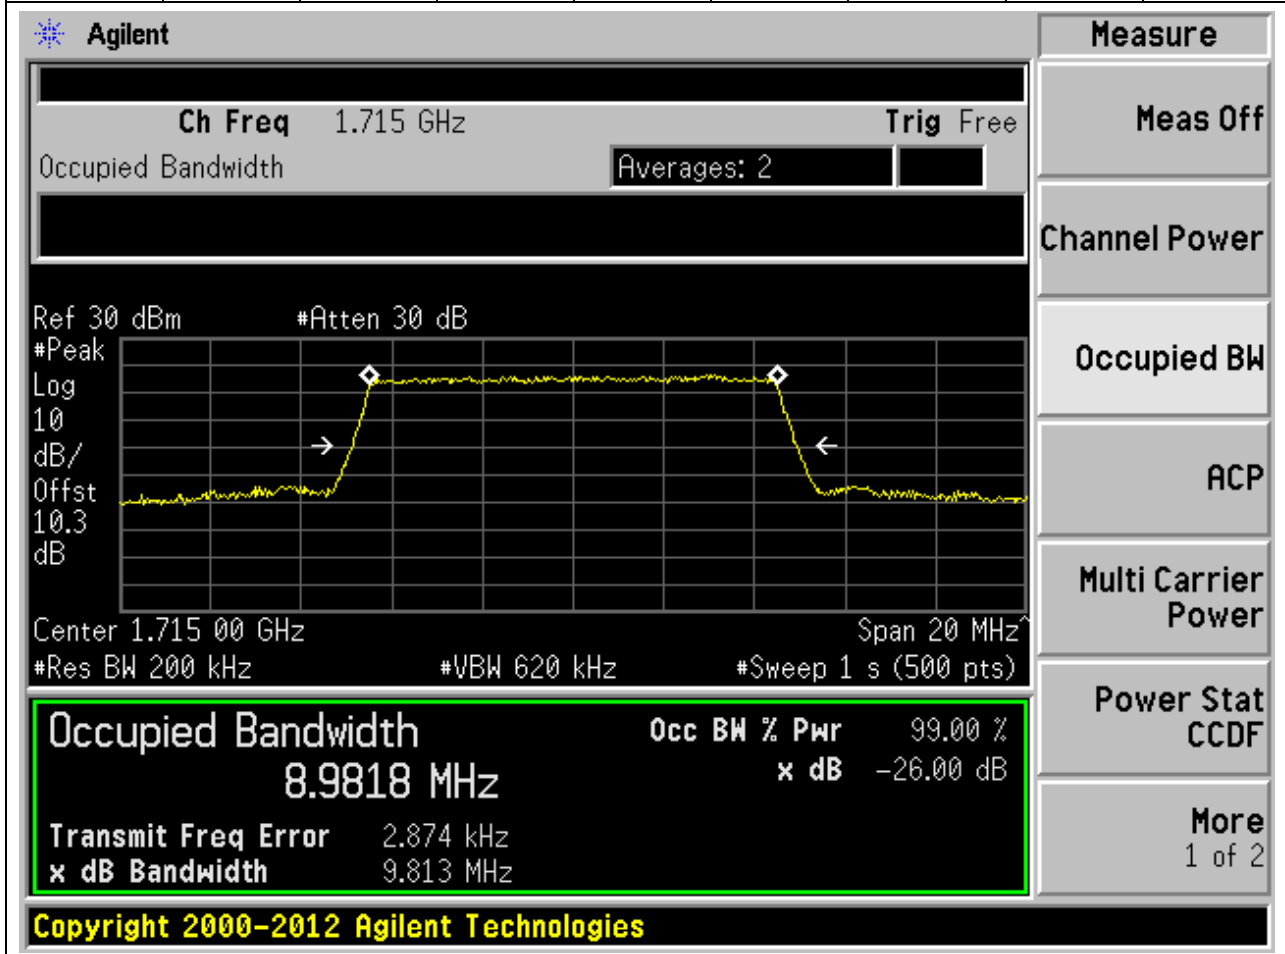 Agilent
Measure
Ch Freq 1.715 GHz
Trig Free
Meas Off
Occupied Bandwidth
Averages: 2
Channel Power
Ref 30 dBm
#Atten 30 dB
#Peak
Log
10
dB/
Offst
10.3
dB
Occupied BW
ACP
Center 1.715 00 GHz
Span 20 MHz^
#Res BW 200 kHz
#VBW 620 kHz
#Sweep 1 s (500 pts)
Multi Carrier
Power
Occupied Bandwidth
8.9818 MHz
Occ BW % Pwr 99.00 %
x dB -26.00 dB
Transmit Freq Error 2.874 kHz
x dB Bandwidth 9.813 MHz
Power Stat
CCDF
More
1 of 2
Copyright 2000-2012 Agilent Technologies